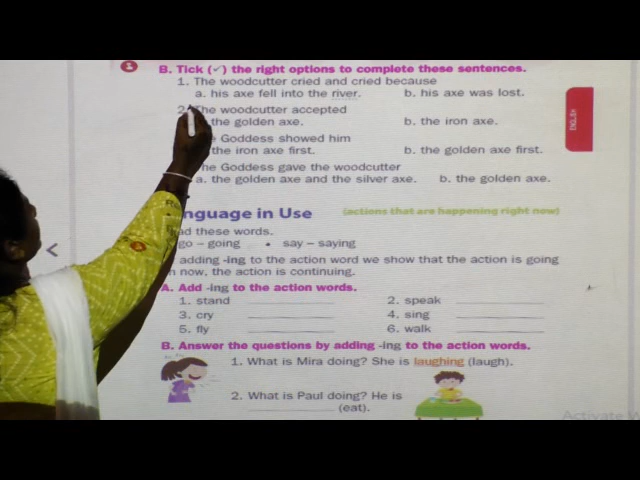 B. Tick (✓) the right options to complete these sentences.
1. The woodcutter cried and cried because
a. his axe fell into the river. b. his axe was lost.
2. The woodcutter accepted
the golden axe. b. the iron axe.
Goddess showed him
the iron axe first. b. the golden axe first.
The Goddess gave the woodcutter
a. the golden axe and the silver axe. b. the golden axe.
ENGLISH
nguage in Use (actions that are happening right now)
ad these words.
go – going • say – saying
adding -ing to the action word we show that the action is going
now, the action is continuing.
A. Add -ing to the action words.
1. stand 2. speak
3. cry 4. sing
5. fly 6. walk
B. Answer the questions by adding -ing to the action words.
1. What is Mira doing? She is laughing (laugh).
2. What is Paul doing? He is
(eat).
Activate W